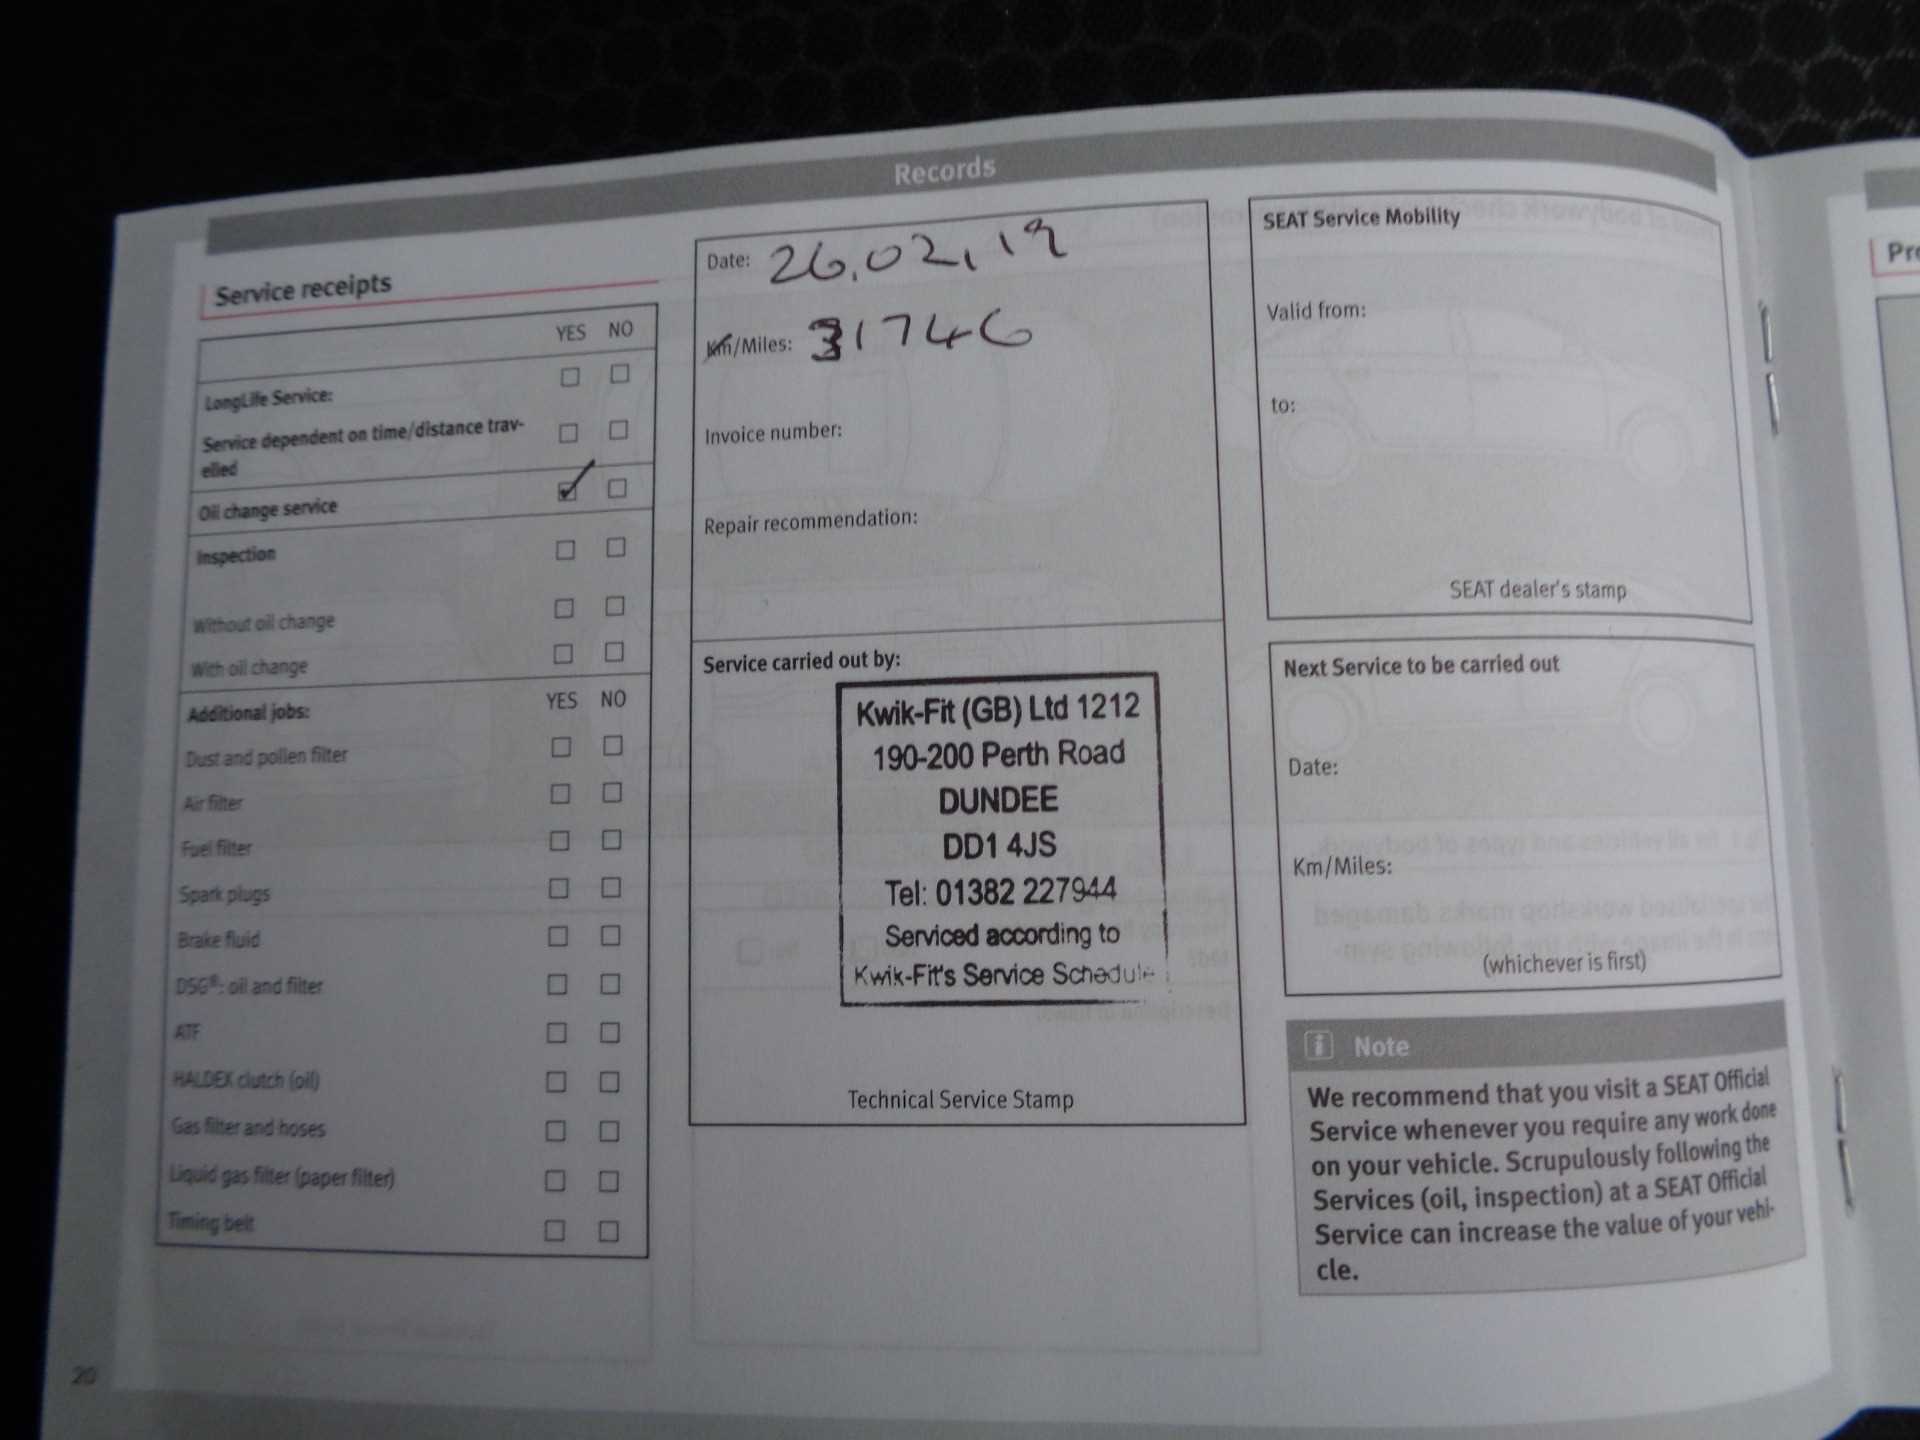 Records
Service receipts
YES NO
LongLife Service:
Service dependent on time/distance trav-
elled
Oil change service
Inspection
Without oil change
With oil change
Additional jobs: YES NO
Dust and pollen filter
Air filter
Fuel filter
Spark plugs
Brake fluid
DSG®: oil and filter
ATF
HALDEX clutch (oil)
Gas filter and hoses
Liquid gas filter (paper filter)
Timing belt
Date: 26.02.19
Km/Miles: 31746
Invoice number:
Repair recommendation:
Service carried out by:
Kwik-Fit (GB) Ltd 1212
190-200 Perth Road
DUNDEE
DD1 4JS
Tel: 01382 227944
Serviced according to
Kwik-Fit's Service Schedule
Technical Service Stamp
SEAT Service Mobility
Valid from:
to:
SEAT dealer's stamp
Next Service to be carried out
Date:
Km/Miles:
(whichever is first)
i Note
We recommend that you visit a SEAT Official
Service whenever you require any work done
on your vehicle. Scrupulously following the
Services (oil, inspection) at a SEAT Official
Service can increase the value of your vehi-
cle.
20